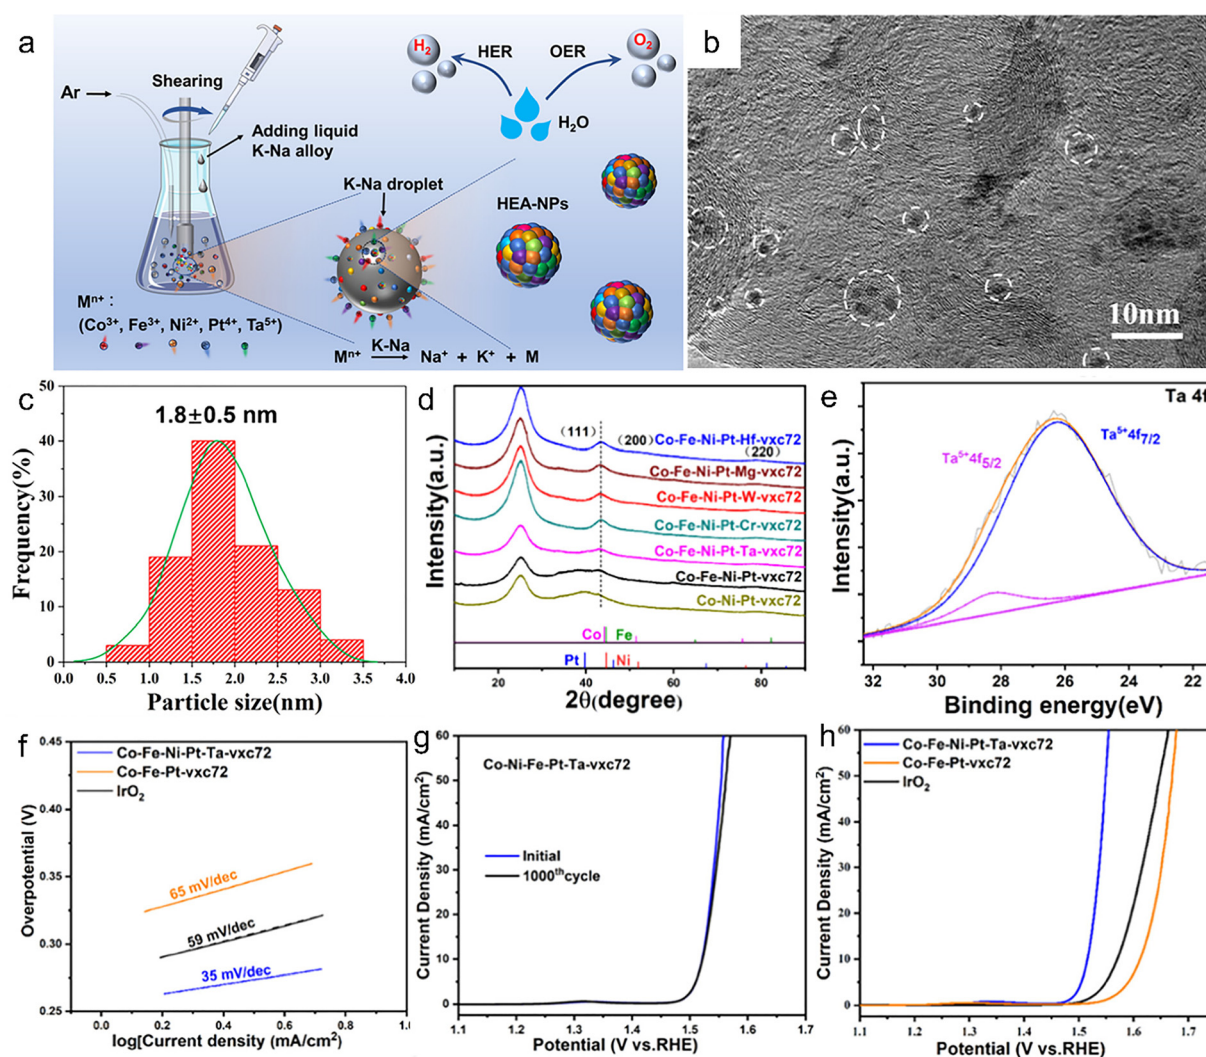 a
Shearing
Ar
Adding liquid
K-Na alloy
H₂
HER
OER
O₂
H₂O
K-Na droplet
HEA-NPs
Mⁿ⁺ :
(Co³⁺, Fe³⁺, Ni²⁺, Pt⁴⁺, Ta⁵⁺)
K-Na
Mⁿ⁺ → Na⁺ + K⁺ + M
b
10nm
c
1.8±0.5 nm
Frequency(%)
50
40
30
20
10
0
0.0 0.5 1.0 1.5 2.0 2.5 3.0 3.5 4.0
Particle size(nm)
d
Intensity(a.u.)
(111)
(200)
(220)
Co-Fe-Ni-Pt-Hf-vxc72
Co-Fe-Ni-Pt-Mg-vxc72
Co-Fe-Ni-Pt-W-vxc72
Co-Fe-Ni-Pt-Cr-vxc72
Co-Fe-Ni-Pt-Ta-vxc72
Co-Fe-Ni-Pt-vxc72
Co-Ni-Pt-vxc72
Co Fe
Pt Ni
20 40 60 80
2θ(degree)
e
Ta 4f
Ta⁵⁺4f₇/₂
Ta⁵⁺4f₅/₂
Intensity(a.u.)
32 30 28 26 24 22
Binding energy(eV)
f
Co-Fe-Ni-Pt-Ta-vxc72
Co-Fe-Pt-vxc72
IrO₂
Overpotential (V)
0.45
0.40
0.35
0.30
0.25
65 mV/dec
59 mV/dec
35 mV/dec
0.0 0.2 0.4 0.6 0.8 1.0
log[Current density (mA/cm²)
g
Co-Ni-Fe-Pt-Ta-vxc72
Initial
1000ᵗʰcycle
Current Density (mA/cm²)
60
50
40
30
20
10
0
1.1 1.2 1.3 1.4 1.5 1.6 1.7
Potential (V vs.RHE)
h
Co-Fe-Ni-Pt-Ta-vxc72
Co-Fe-Pt-vxc72
IrO₂
Current Density (mA/cm²)
60
50
40
30
20
10
0
1.1 1.2 1.3 1.4 1.5 1.6 1.7
Potential (V vs.RHE)